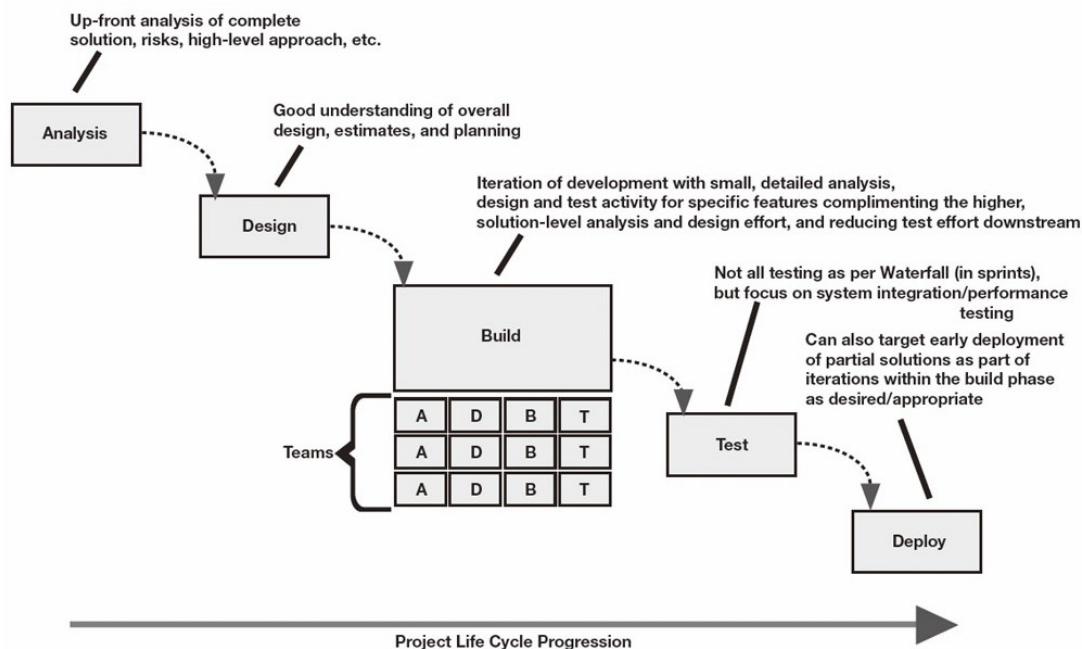 Up-front analysis of complete
solution, risks, high-level approach, etc.
Analysis
Good understanding of overall
design, estimates, and planning
Design
Iteration of development with small, detailed analysis,
design and test activity for specific features complimenting the higher,
solution-level analysis and design effort, and reducing test effort downstream
Build
Not all testing as per Waterfall (in sprints),
but focus on system integration/performance
testing
Can also target early deployment
of partial solutions as part of
iterations within the build phase
as desired/appropriate
Teams
A D B T
A D B T
A D B T
Test
Deploy
Project Life Cycle Progression